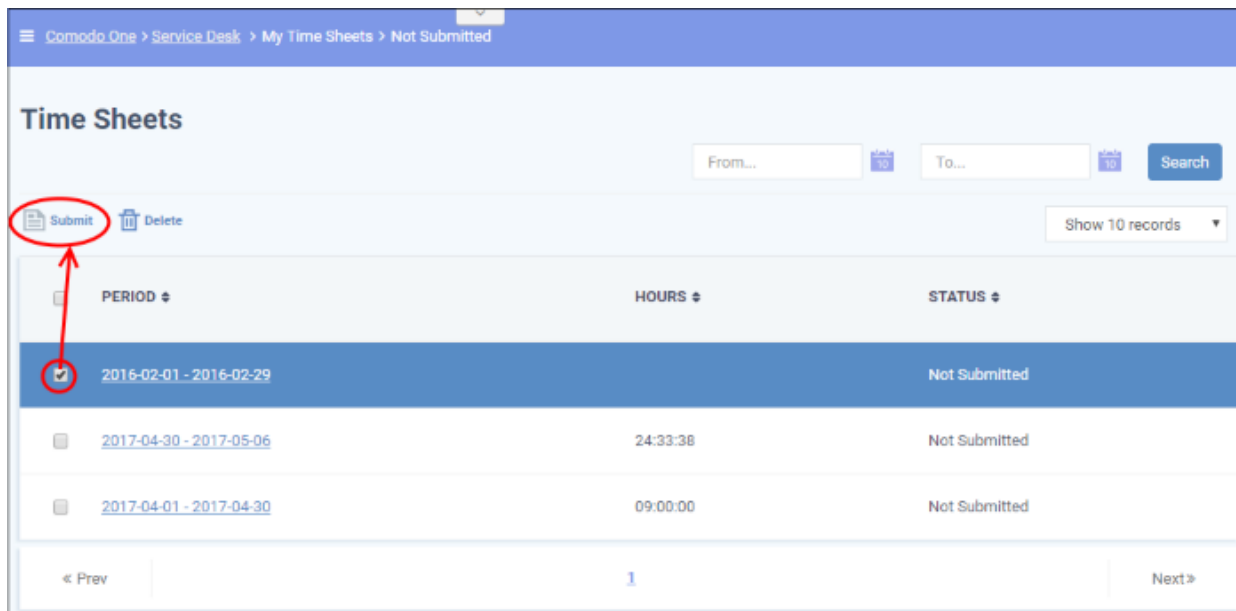 Comodo One > Service Desk > My Time Sheets > Not Submitted
Time Sheets
From... 10 To... 10 Search
Submit Delete Show 10 records
PERIOD HOURS STATUS
2016-02-01 - 2016-02-29 Not Submitted
2017-04-30 - 2017-05-06 24:33:38 Not Submitted
2017-04-01 - 2017-04-30 09:00:00 Not Submitted
« Prev 1 Next»